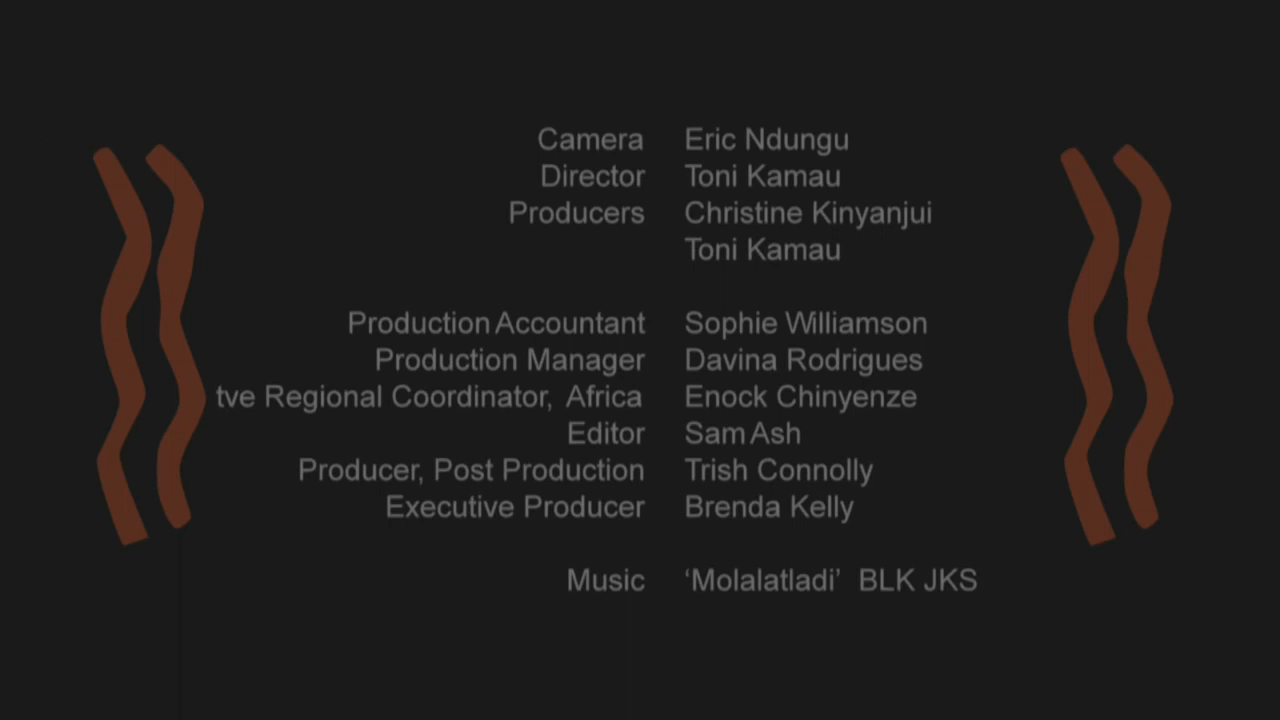 Camera Eric Ndungu
Director Toni Kamau
Producers Christine Kinyanjui
Toni Kamau
Production Accountant Sophie Williamson
Production Manager Davina Rodrigues
tve Regional Coordinator, Africa Enock Chinyenze
Editor Sam Ash
Producer, Post Production Trish Connolly
Executive Producer Brenda Kelly
Music ‘Molalatladi’ BLK JKS